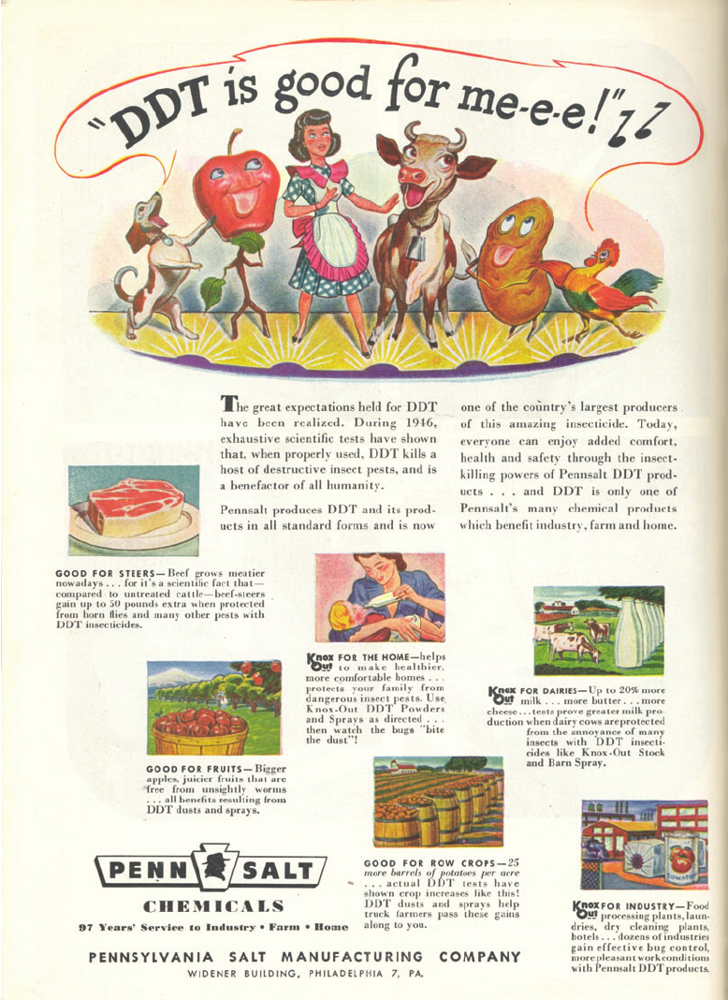 "DDT is good for me-e-e!"
The great expectations held for DDT
have been realized. During 1946,
exhaustive scientific tests have shown
that, when properly used, DDT kills a
host of destructive insect pests, and is
a benefactor of all humanity.
Pennsalt produces DDT and its prod-
ucts in all standard forms and is now
one of the country's largest producers
of this amazing insecticide. Today,
everyone can enjoy added comfort,
health and safety through the insect-
killing powers of Pennsalt DDT prod-
ucts . . . and DDT is only one of
Pennsalt's many chemical products
which benefit industry, farm and home.
GOOD FOR STEERS—Beef grows meatier
nowadays . . . for it's a scientific fact that—
compared to untreated cattle—beef-steers
gain up to 50 pounds extra when protected
from horn flies and many other pests with
DDT insecticides.
Knox Out FOR THE HOME—helps
to make healthier,
more comfortable homes . . .
protects your family from
dangerous insect pests. Use
Knox-Out DDT Powders
and Sprays as directed . . .
then watch the bugs "bite
the dust"!
Knox Out FOR DAIRIES—Up to 20% more
milk . . . more butter . . . more
cheese . . . tests prove greater milk pro-
duction when dairy cows are protected
from the annoyance of many
insects with DDT insecti-
cides like Knox-Out Stock
and Barn Spray.
GOOD FOR FRUITS—Bigger
apples, juicier fruits that are
free from unsightly worms
. . . all benefits resulting from
DDT dusts and sprays.
GOOD FOR ROW CROPS—25
more barrels of potatoes per acre
. . . actual DDT tests have
shown crop increases like this!
DDT dusts and sprays help
truck farmers pass these gains
along to you.
Knox Out FOR INDUSTRY—Food
processing plants, laun-
dries, dry cleaning plants,
hotels . . . dozens of industries
gain effective bug control,
more pleasant work conditions
with Pennsalt DDT products.
PENN SALT
CHEMICALS
97 Years' Service to Industry • Farm • Home
PENNSYLVANIA SALT MANUFACTURING COMPANY
WIDENER BUILDING, PHILADELPHIA 7, PA.